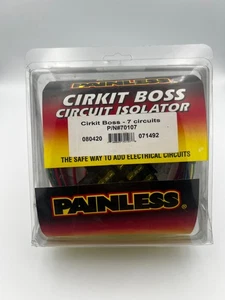 PAINLESS
CIRKIT BOSS
CIRCUIT ISOLATOR
Cirkit Boss - 7 circuits
P/N#70107
080420 071492
THE SAFE WAY TO ADD ELECTRICAL CIRCUITS
PAINLESS®